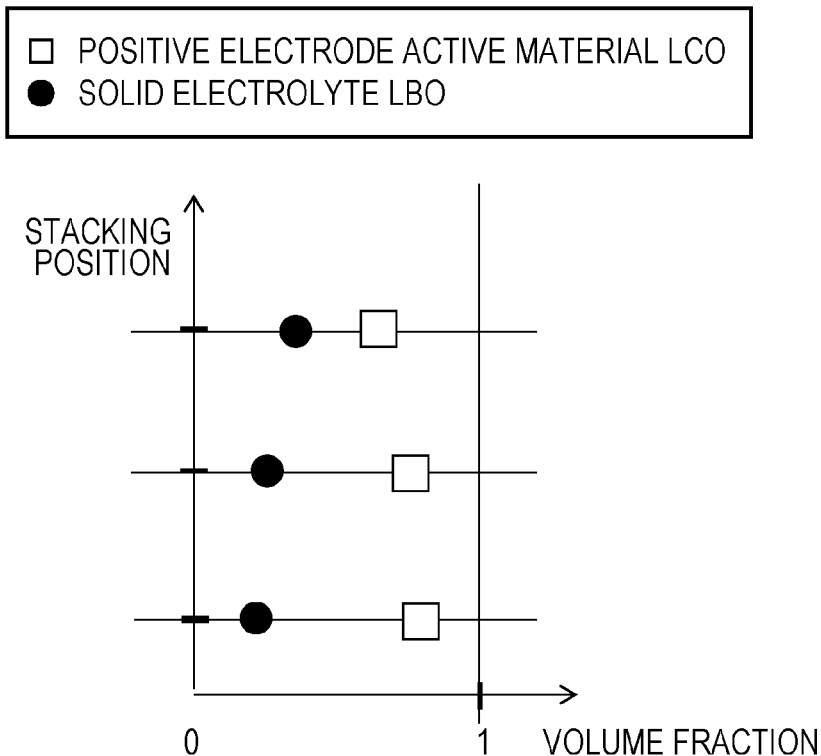 POSITIVE ELECTRODE ACTIVE MATERIAL LCO
SOLID ELECTROLYTE LBO
STACKING
POSITION
0
1
VOLUME FRACTION